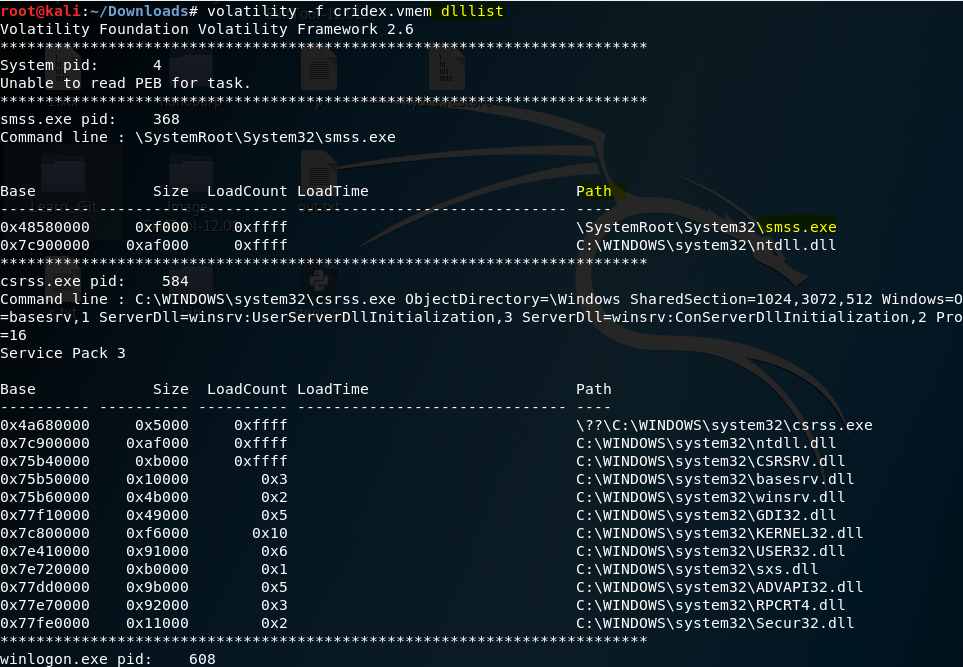 root@kali:~/Downloads# volatility -f cridex.vmem dlllist
Volatility Foundation Volatility Framework 2.6
************************************************************************
System pid:      4
Unable to read PEB for task.
************************************************************************
smss.exe pid:    368
Command line : \SystemRoot\System32\smss.exe
Base             Size  LoadCount LoadTime                       Path
---------- ---------- ---------- ------------------------------ ----
0x48580000     0xf000     0xffff                                \SystemRoot\System32\smss.exe
0x7c900000    0xaf000     0xffff                                C:\WINDOWS\system32\ntdll.dll
************************************************************************
csrss.exe pid:    584
Command line : C:\WINDOWS\system32\csrss.exe ObjectDirectory=\Windows SharedSection=1024,3072,512 Windows=O
=basesrv,1 ServerDll=winsrv:UserServerDllInitialization,3 ServerDll=winsrv:ConServerDllInitialization,2 Pro
=16
Service Pack 3
Base             Size  LoadCount LoadTime                       Path
---------- ---------- ---------- ------------------------------ ----
0x4a680000     0x5000     0xffff                                \??\C:\WINDOWS\system32\csrss.exe
0x7c900000    0xaf000     0xffff                                C:\WINDOWS\system32\ntdll.dll
0x75b40000     0xb000     0xffff                                C:\WINDOWS\system32\CSRSRV.dll
0x75b50000    0x10000        0x3                                C:\WINDOWS\system32\basesrv.dll
0x75b60000    0x4b000        0x2                                C:\WINDOWS\system32\winsrv.dll
0x77f10000    0x49000        0x5                                C:\WINDOWS\system32\GDI32.dll
0x7c800000    0xf6000       0x10                                C:\WINDOWS\system32\KERNEL32.dll
0x7e410000    0x91000        0x6                                C:\WINDOWS\system32\USER32.dll
0x7e720000    0xb0000        0x1                                C:\WINDOWS\system32\sxs.dll
0x77dd0000    0x9b000        0x5                                C:\WINDOWS\system32\ADVAPI32.dll
0x77e70000    0x92000        0x3                                C:\WINDOWS\system32\RPCRT4.dll
0x77fe0000    0x11000        0x2                                C:\WINDOWS\system32\Secur32.dll
************************************************************************
winlogon.exe pid:    608